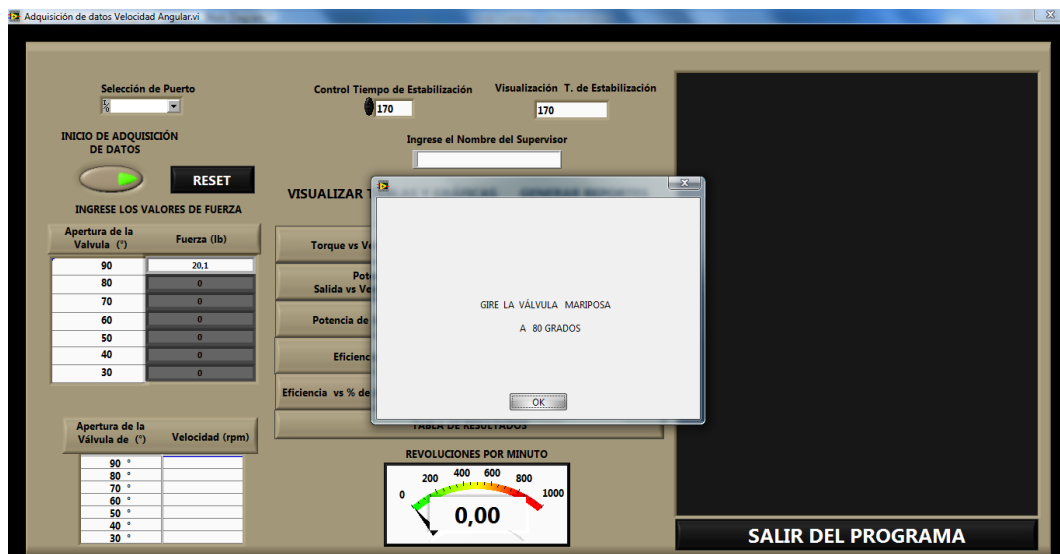 Adquisición de datos Velocidad Angular.vi
Selección de Puerto
Control Tiempo de Estabilización
170
Visualización T. de Estabilización
170
INICIO DE ADQUISICIÓN
DE DATOS
RESET
Ingrese el Nombre del Supervisor
INGRESE LOS VALORES DE FUERZA
Apertura de la
Valvula (°)
Fuerza (lb)
90 20,1
80 0
70 0
60 0
50 0
40 0
30 0
VISUALIZAR T
GENERAR REPORTES
Torque vs Ve
Pote
Salida vs Ve
Potencia de
Eficienc
Eficiencia vs % de
TABLA DE RESULTADOS
GIRE LA VÁLVULA MARIPOSA
A 80 GRADOS
OK
Apertura de la
Válvula de (°)
Velocidad (rpm)
90 °
80 °
70 °
60 °
50 °
40 °
30 °
REVOLUCIONES POR MINUTO
0 200 400 600 800 1000
0,00
SALIR DEL PROGRAMA